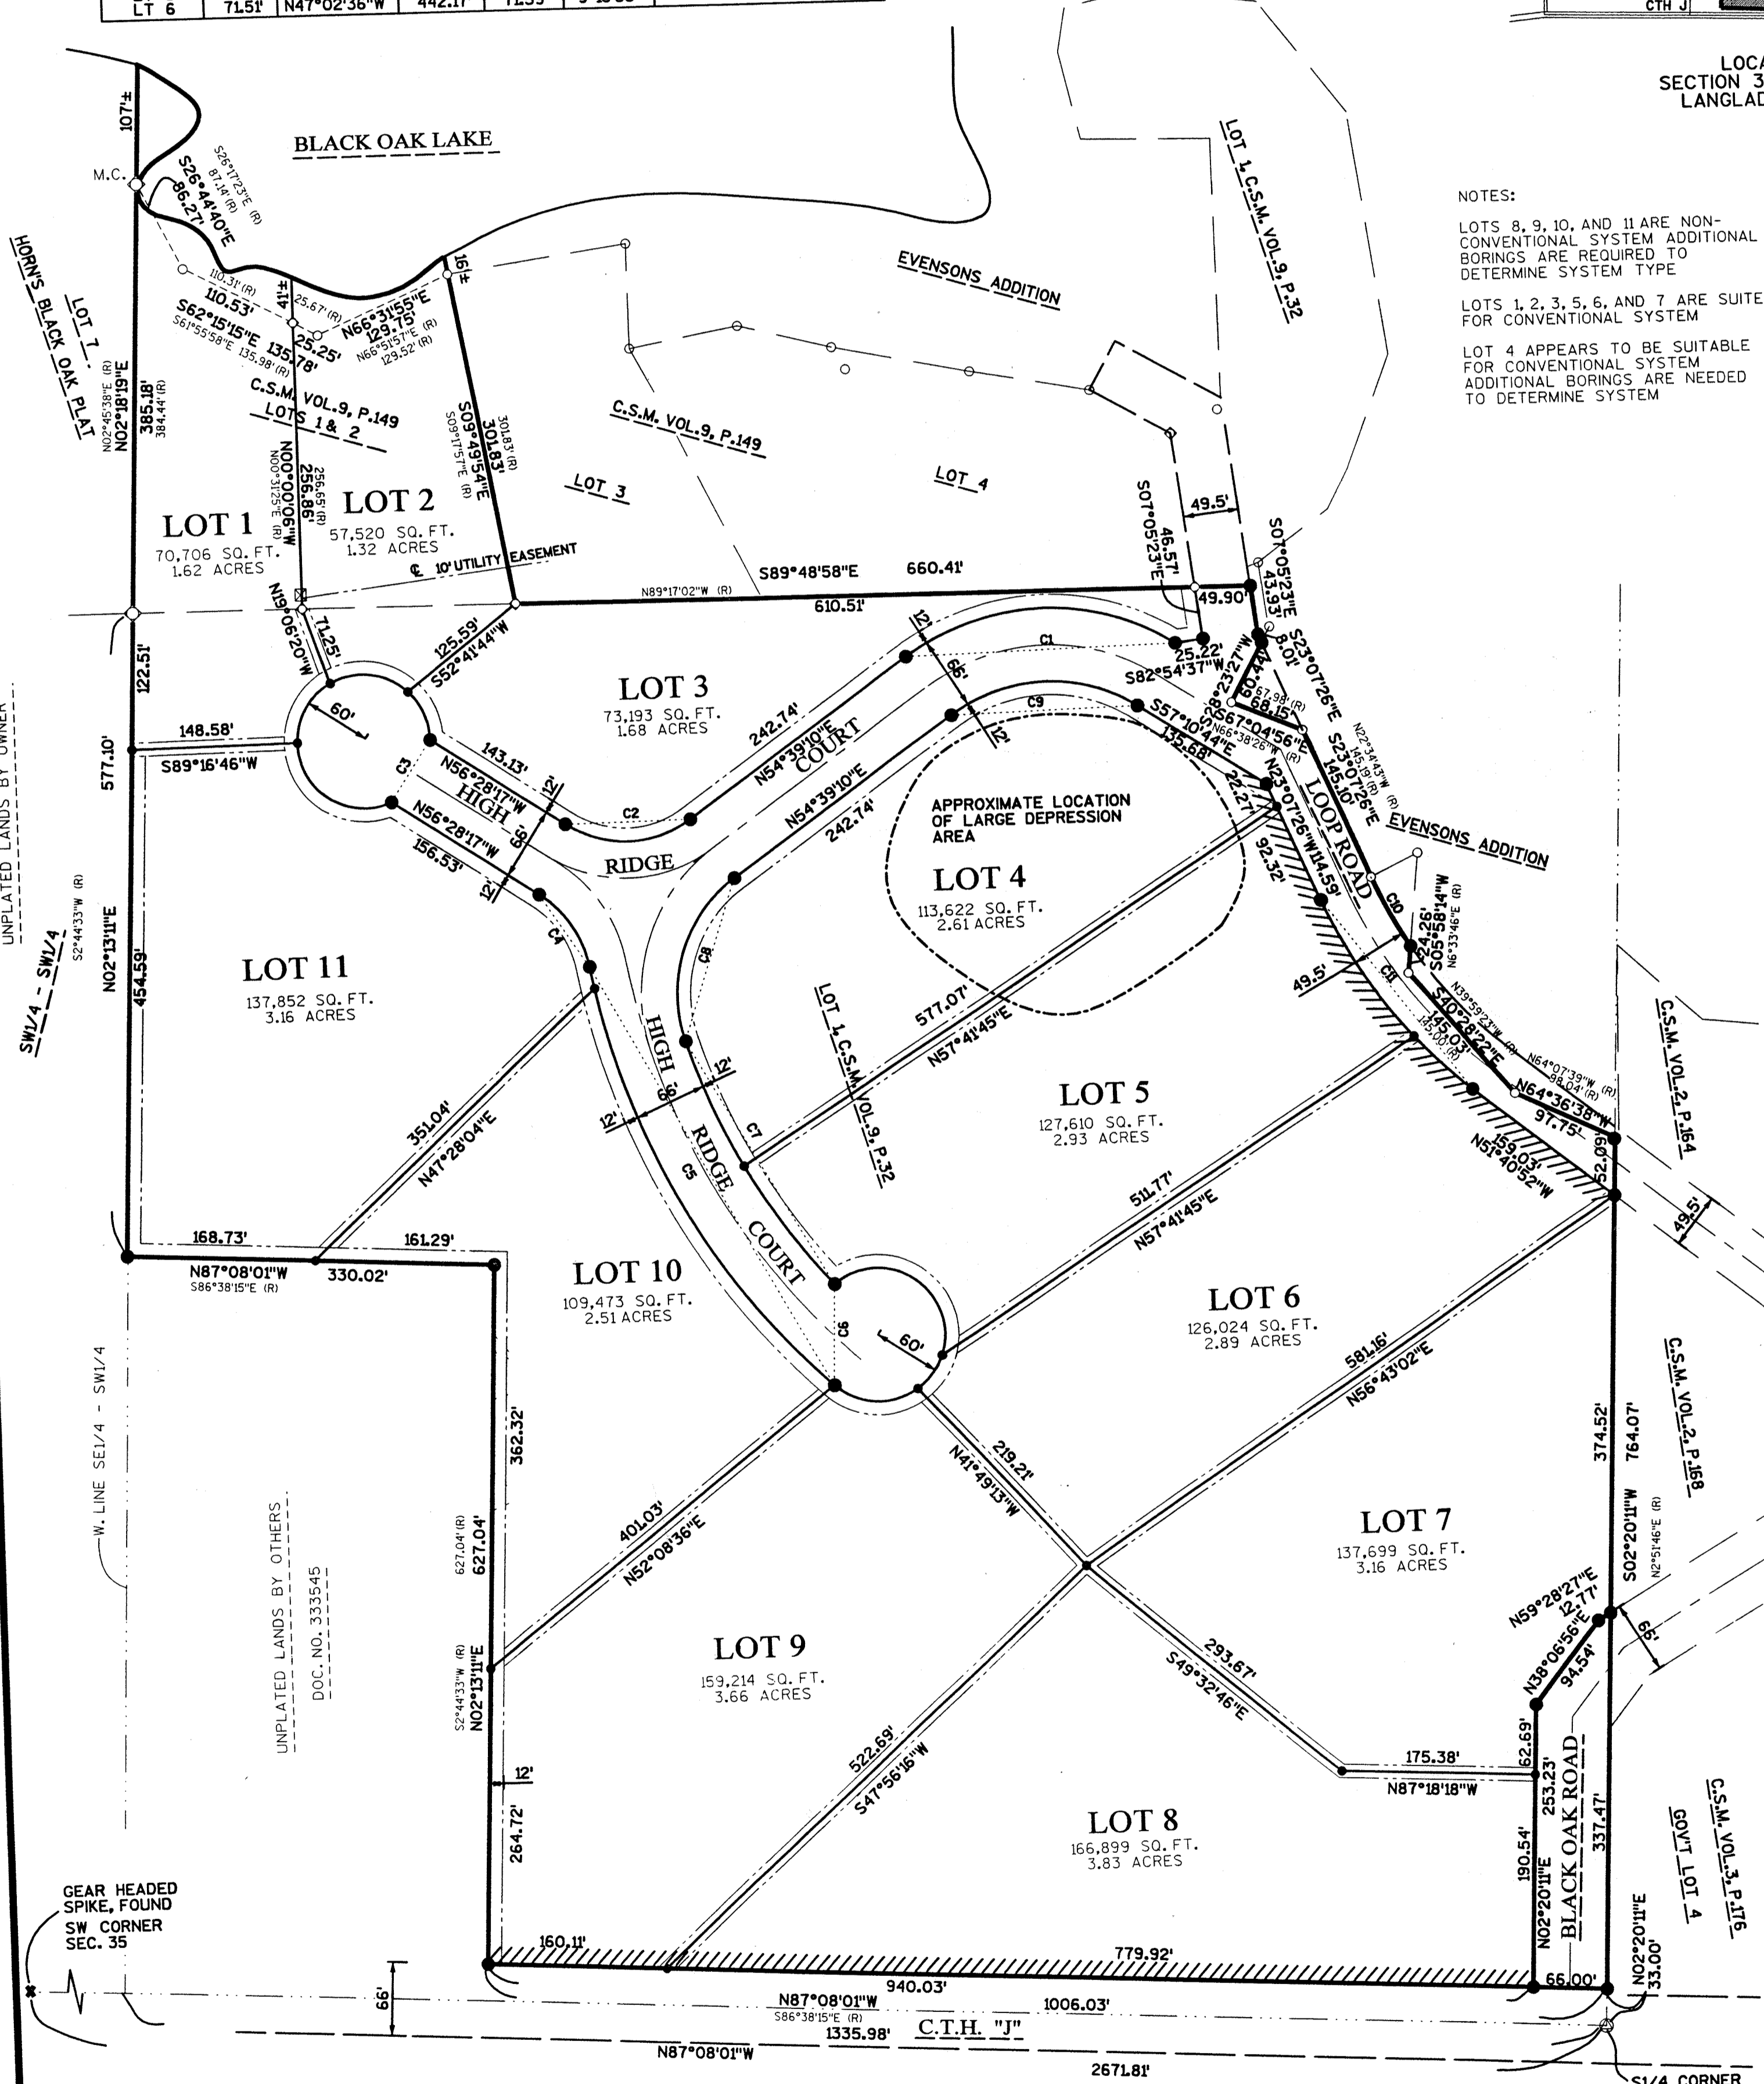 LT 6 71.51' N47°02'36"W 442.17'
CTH J
LOCA
SECTION 3
LANGLAD
107'±
M.C.
BLACK OAK LAKE
S26°17'23"E (R)
87.14' (R)
S26°44'40"E
86.27'
HORN'S BLACK OAK PLAT
LOT 7
N02°45'38"E (R)
N02°18'19"E
385.18'
384.44' (R)
110.31' (R)
110.53'
S62°15'15"E 135.78'
S61°55'58"E 135.98' (R)
41'±
25.67' (R)
25.25'
16'±
N66°31'55"E
129.75'
N66°51'57"E (R)
129.52' (R)
C.S.M. VOL.9, P.149
LOTS 1 & 2
EVENSONS ADDITION
LOT 1, C.S.M. VOL.9, P.32
NOTES:
LOTS 8, 9, 10, AND 11 ARE NON-
CONVENTIONAL SYSTEM ADDITIONAL
BORINGS ARE REQUIRED TO
DETERMINE SYSTEM TYPE
LOTS 1, 2, 3, 5, 6, AND 7 ARE SUITE
FOR CONVENTIONAL SYSTEM
LOT 4 APPEARS TO BE SUITABLE
FOR CONVENTIONAL SYSTEM
ADDITIONAL BORINGS ARE NEEDED
TO DETERMINE SYSTEM
C.S.M. VOL.9, P.149
LOT 3
LOT 4
N00°00'06"W
256.86'
256.65' (R)
N00°31'25"E (R)
S09°49'54"E
301.83'
301.83' (R)
S09°17'57"E (R)
LOT 1
70,706 SQ. FT.
1.62 ACRES
LOT 2
57,520 SQ. FT.
1.32 ACRES
℄ 10' UTILITY EASEMENT
S07°05'23"E
46.57'
49.5'
S07°05'23"E
43.93'
S89°48'58"E 660.41'
N89°17'02"W (R)
610.51'
49.90'
N19°06'20"W
71.25'
125.59'
S52°41'44"W
122.51'
577.10'
148.58'
S89°16'46"W
60'
C3
LOT 3
73,193 SQ. FT.
1.68 ACRES
12'
66'
12'
C1
25.22'
S82°54'37"W
8.01'
S23°07'26"E
S28°23'27"W
60.44'
67.98' (R)
68.15'
S67°04'56"E
N66°38'26"W (R)
C9
S57°10'44"E
135.68'
N22°34'43"W (R)
145.19' (R)
S23°07'26"E
145.10'
143.13'
N56°28'17"W
242.74'
N54°39'10"E
COURT
N54°39'10"E
242.74'
HIGH
12'
66'
12'
C2
RIDGE
N56°28'17"W
156.53'
C4
APPROXIMATE LOCATION
OF LARGE DEPRESSION
AREA
LOT 4
113,622 SQ. FT.
2.61 ACRES
N23°07'26"W 114.59'
22.27'
92.32'
LOOP ROAD
EVENSONS ADDITION
C10
24.26'
S05°58'14"W
N6°33'46"E (R)
49.5'
C11
UNPLATED LANDS BY OWNER
SW1/4 - SW1/4
S2°44'33"W (R)
N02°13'11"E
454.59'
LOT 11
137,852 SQ. FT.
3.16 ACRES
C8
HIGH
LOT 1, C.S.M. VOL.9, P.32
577.07'
N57°41'45"E
N39°59'23"W (R)
S40°28'22"E
145.03'
145.00' (R)
N64°07'39"W (R)
98.04' (R)
N64°36'38"W
97.75'
C.S.M. VOL.2, P.164
351.04'
N47°28'04"E
12'
66'
12'
C7
RIDGE
C5
COURT
LOT 5
127,610 SQ. FT.
2.93 ACRES
159.03'
N51°40'52"W
52.09'
49.5'
511.77'
N57°41'45"E
168.73'
161.29'
N87°08'01"W 330.02'
S86°38'15"E (R)
LOT 10
109,473 SQ. FT.
2.51 ACRES
C6
60'
LOT 6
126,024 SQ. FT.
2.89 ACRES
581.16'
N56°43'02"E
C.S.M. VOL.2, P.168
W. LINE SE1/4 - SW1/4
362.32'
374.52'
764.07'
219.21'
N41°49'13"W
401.03'
N52°08'36"E
627.04' (R)
627.04'
S02°20'11"W
N2°51'46"E (R)
LOT 7
137,699 SQ. FT.
3.16 ACRES
UNPLATED LANDS BY OTHERS
DOC. NO. 333545
N59°28'27"E
12.77'
66'
N38°06'56"E
94.54'
LOT 9
159,214 SQ. FT.
3.66 ACRES
S2°44'33"W (R)
N02°13'11"E
293.67'
S49°32'46"E
522.69'
S47°56'16"W
12'
264.72'
175.38'
N87°18'18"W
62.69'
253.23'
BLACK OAK ROAD
337.47'
LOT 8
166,899 SQ. FT.
3.83 ACRES
190.54'
N02°20'11"E
C.S.M. VOL.3, P.176
GOV'T LOT 4
GEAR HEADED
SPIKE, FOUND
SW CORNER
SEC. 35
160.11'
779.92'
940.03'
66.00'
N02°20'11"E
33.00'
66'
N87°08'01"W 1006.03'
S86°38'15"E (R)
1335.98' C.T.H. "J"
N87°08'01"W
2671.81'
S1/4 CORNER